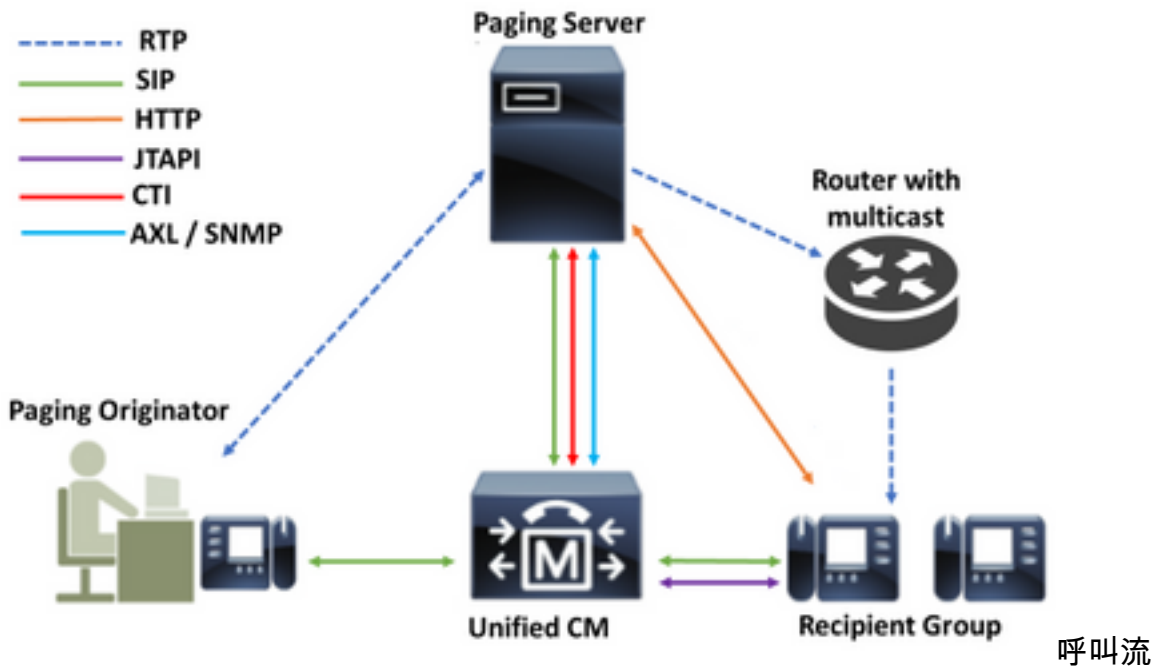 Paging Server
RTP
SIP
HTTP
JTAPI
CTI
AXL / SNMP
Router with
multicast
Paging Originator
M
Unified CM
Recipient Group
呼叫流